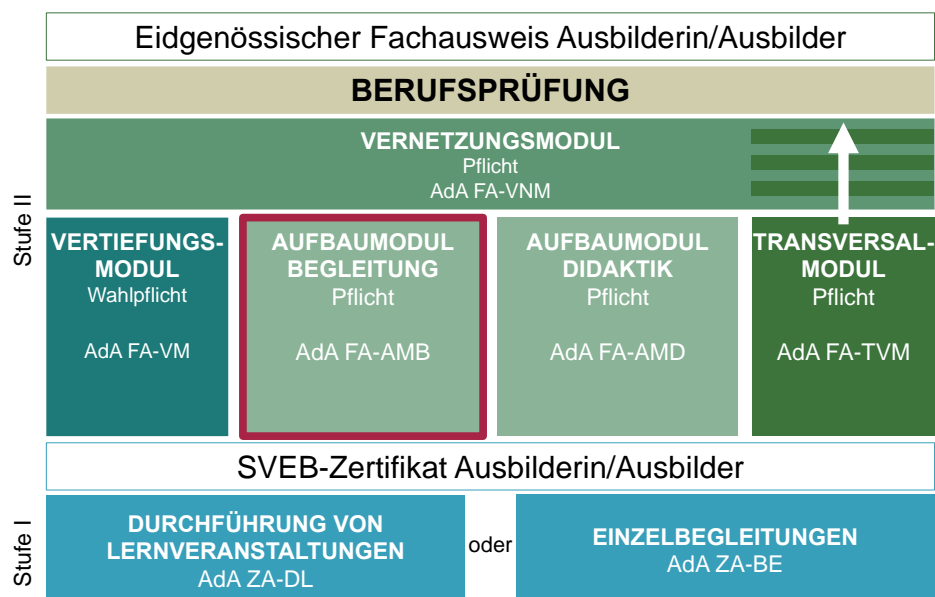 Eidgenössischer Fachausweis Ausbilderin/Ausbilder
BERUFSPRÜFUNG
VERNETZUNGSMODUL
Pflicht
AdA FA-VNM
Stufe II
VERTIEFUNGS-
MODUL
Wahlpflicht
AdA FA-VM
AUFBAUMODUL
BEGLEITUNG
Pflicht
AdA FA-AMB
AUFBAUMODUL
DIDAKTIK
Pflicht
AdA FA-AMD
TRANSVERSAL-
MODUL
Pflicht
AdA FA-TVM
SVEB-Zertifikat Ausbilderin/Ausbilder
Stufe I
DURCHFÜHRUNG VON
LERNVERANSTALTUNGEN
AdA ZA-DL
oder
EINZELBEGLEITUNGEN
AdA ZA-BE